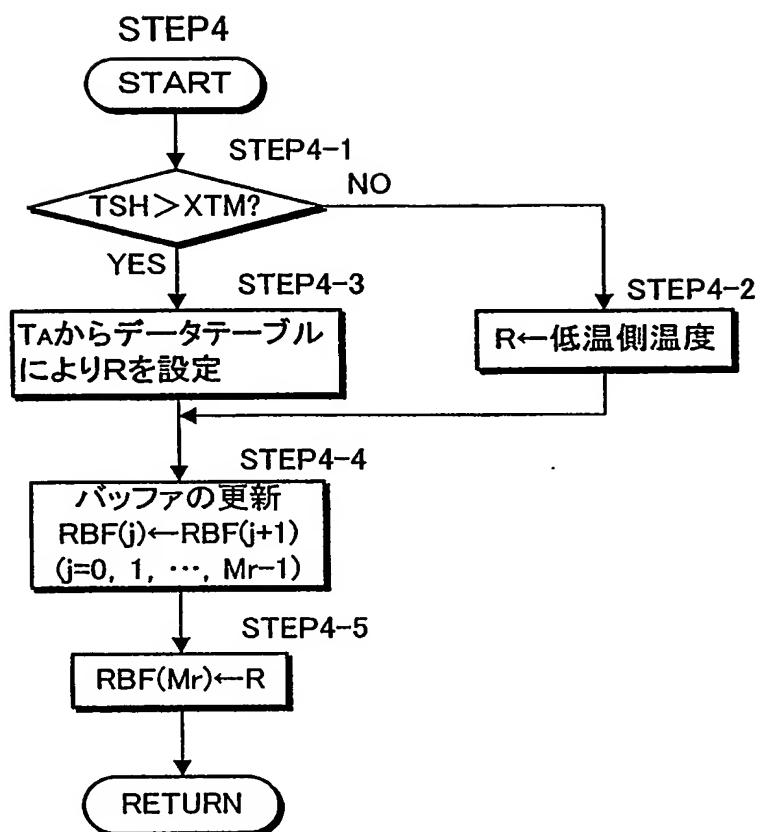 STEP4
START
STEP4-1
TSH>XTM?
NO
YES
STEP4-3
STEP4-2
TAからデータテーブル
によりRを設定
R←低温側温度
STEP4-4
バッファの更新
RBF(j)←RBF(j+1)
(j=0, 1, …, Mr-1)
STEP4-5
RBF(Mr)←R
RETURN